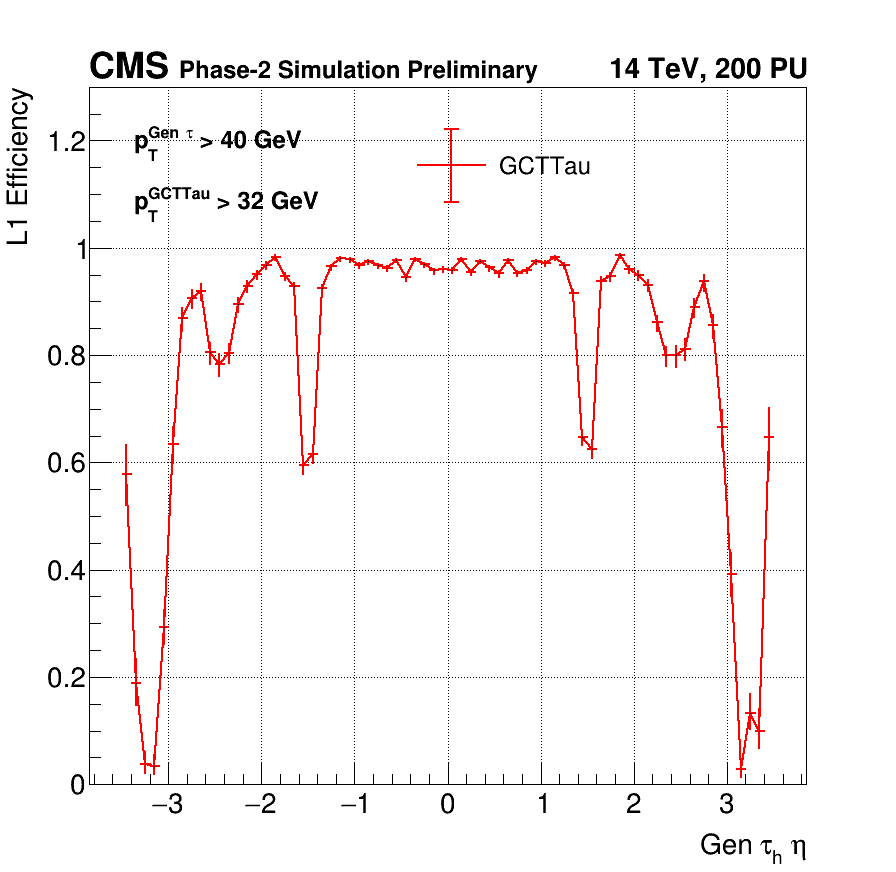 CMS Phase-2 Simulation Preliminary 14 TeV, 200 PU
L1 Efficiency
p_T^Gen τ > 40 GeV
p_T^GCTTau > 32 GeV
GCTTau
1.2
1
0.8
0.6
0.4
0.2
0
−3 −2 −1 0 1 2 3
Gen τ_h η